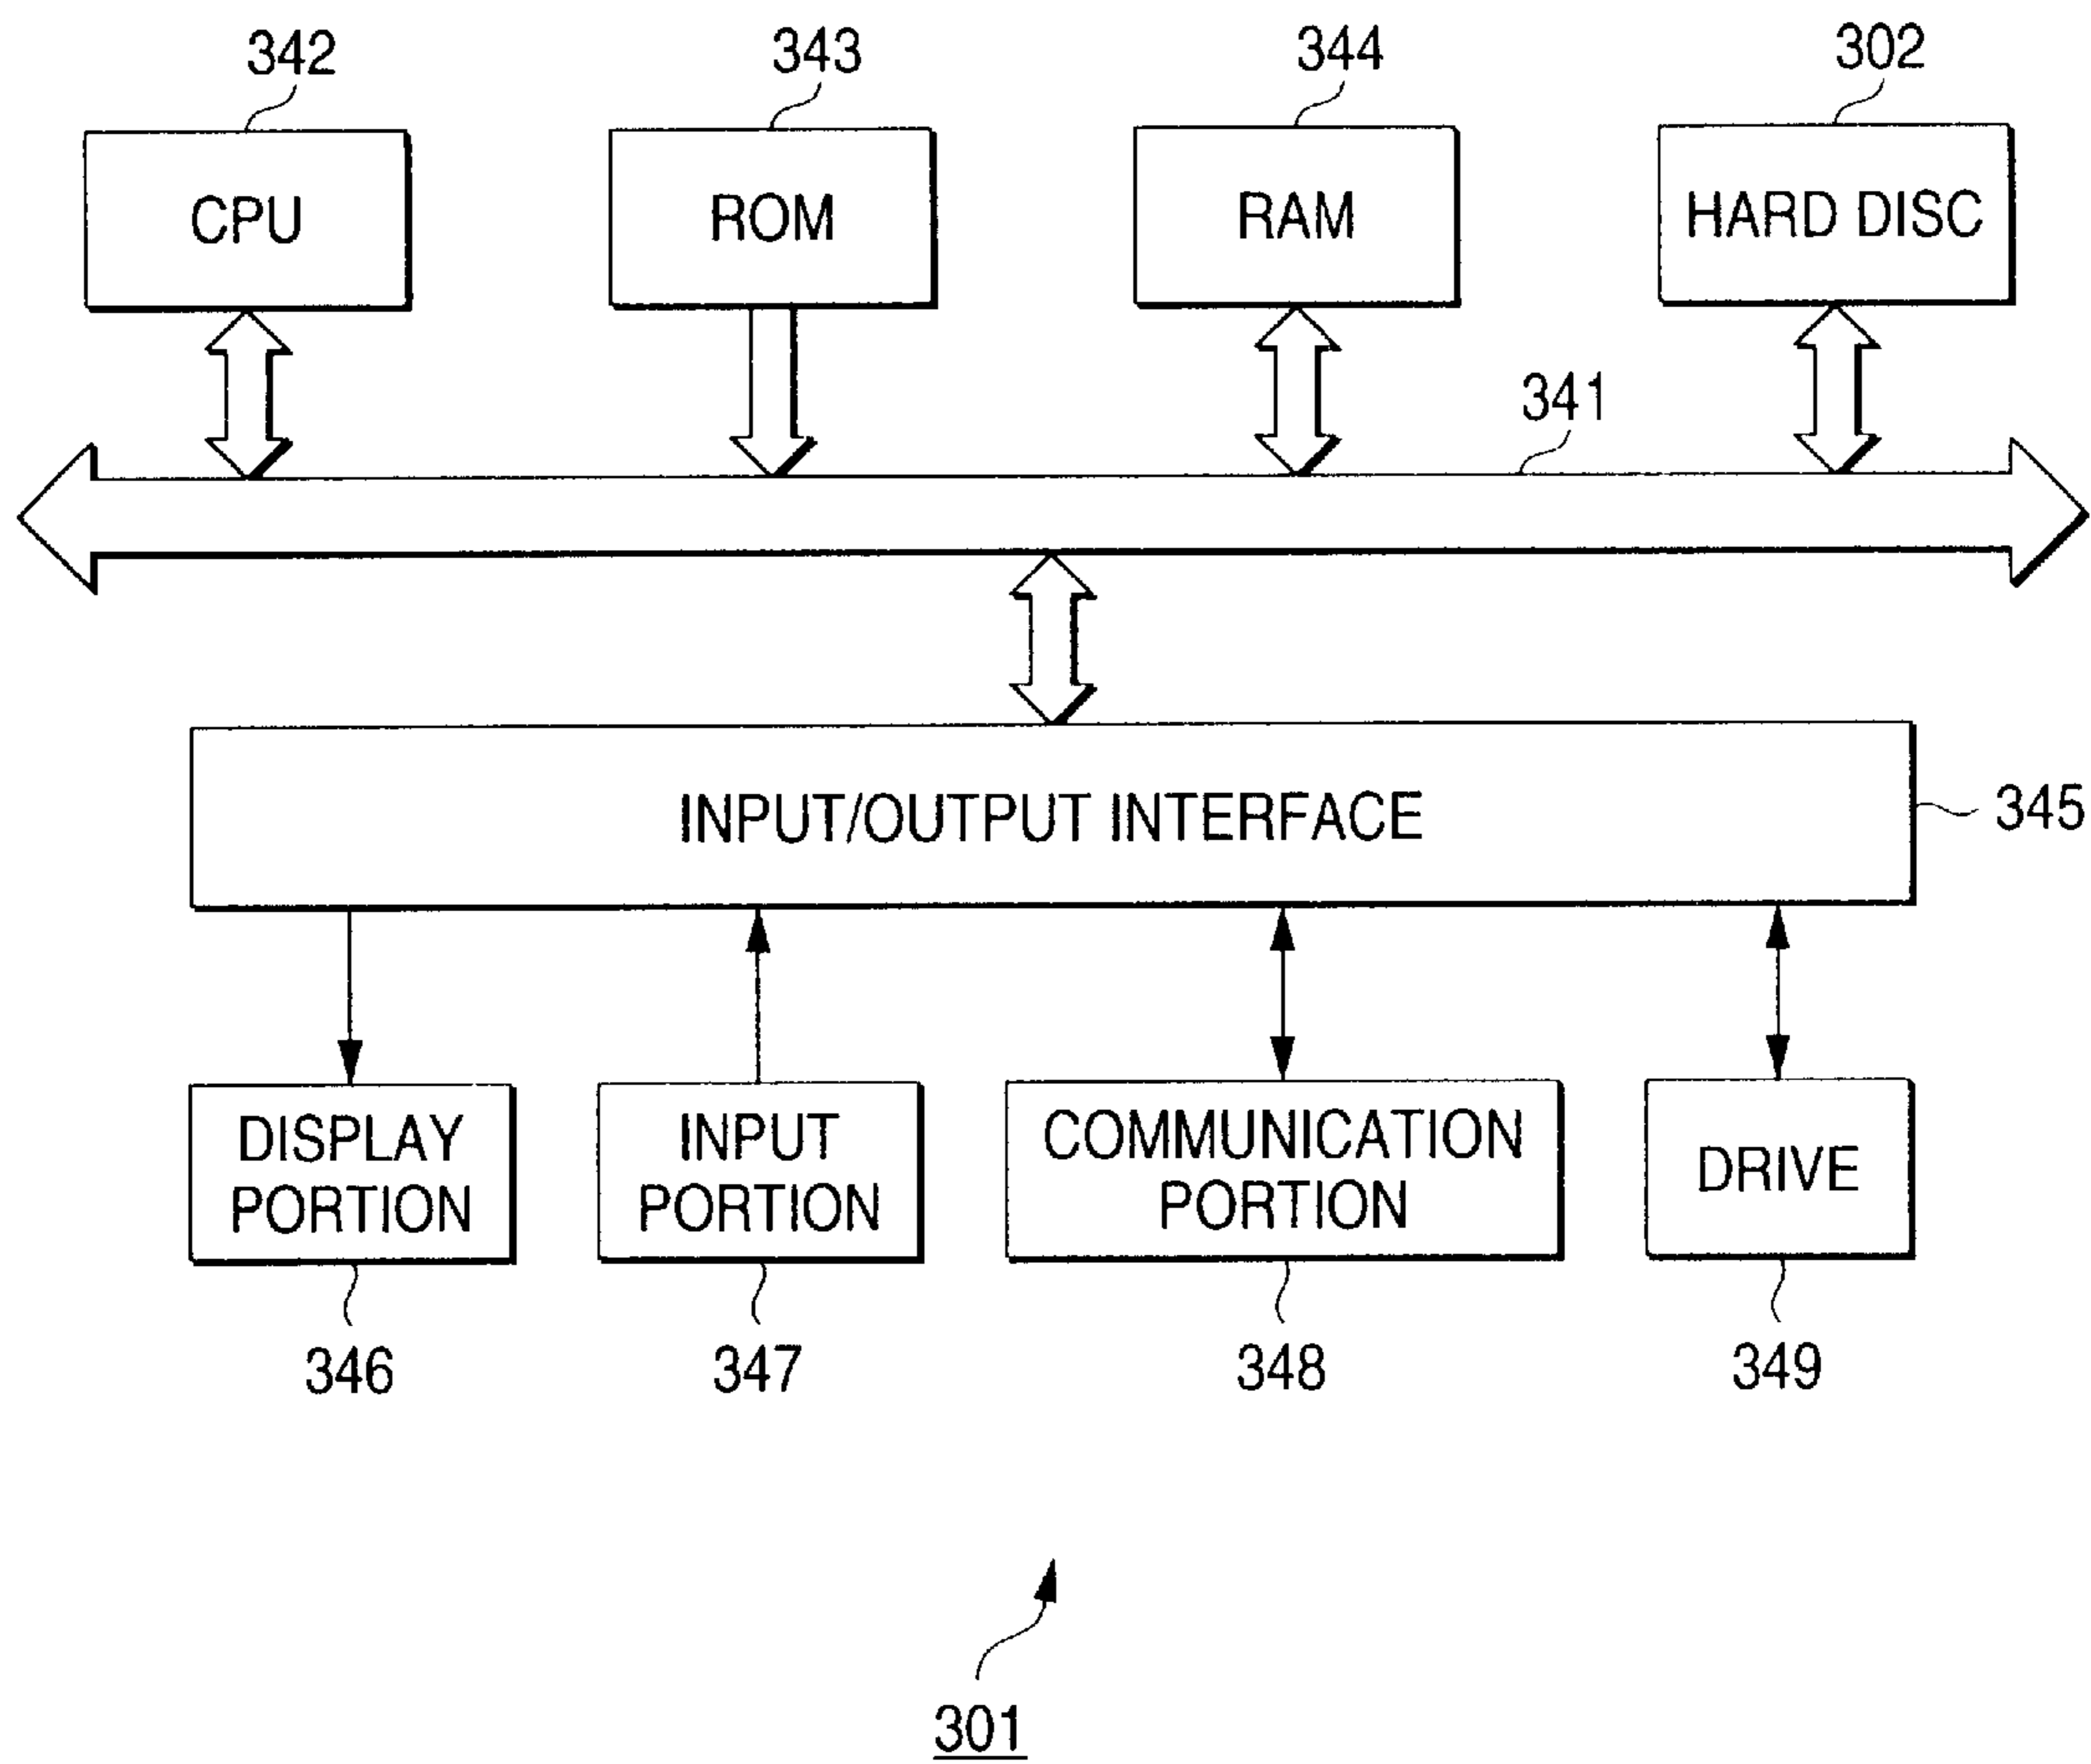 342
343
344
302
CPU
ROM
RAM
HARD DISC
341
INPUT/OUTPUT INTERFACE
345
DISPLAY
PORTION
INPUT
PORTION
COMMUNICATION
PORTION
DRIVE
346
347
348
349
301